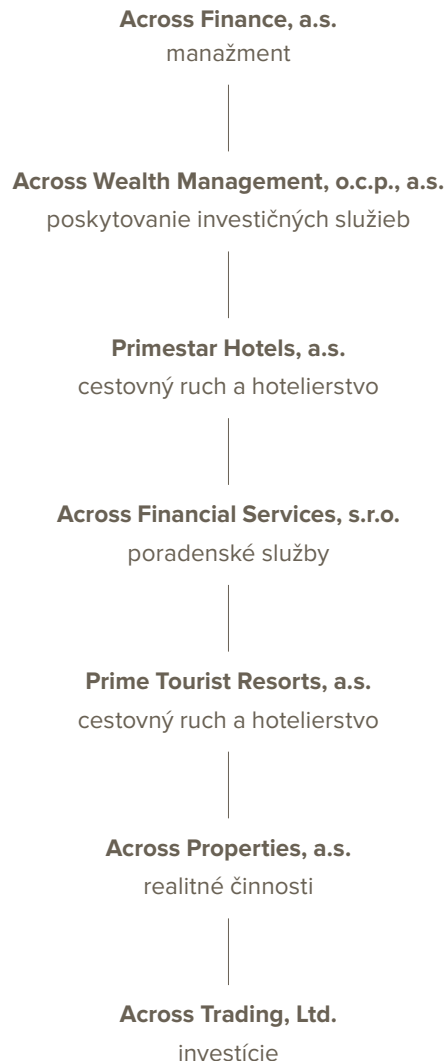 Across Finance, a.s.
manažment
Across Wealth Management, o.c.p., a.s.
poskytovanie investičných služieb
Primestar Hotels, a.s.
cestovný ruch a hotelierstvo
Across Financial Services, s.r.o.
poradenské služby
Prime Tourist Resorts, a.s.
cestovný ruch a hotelierstvo
Across Properties, a.s.
realitné činnosti
Across Trading, Ltd.
investície